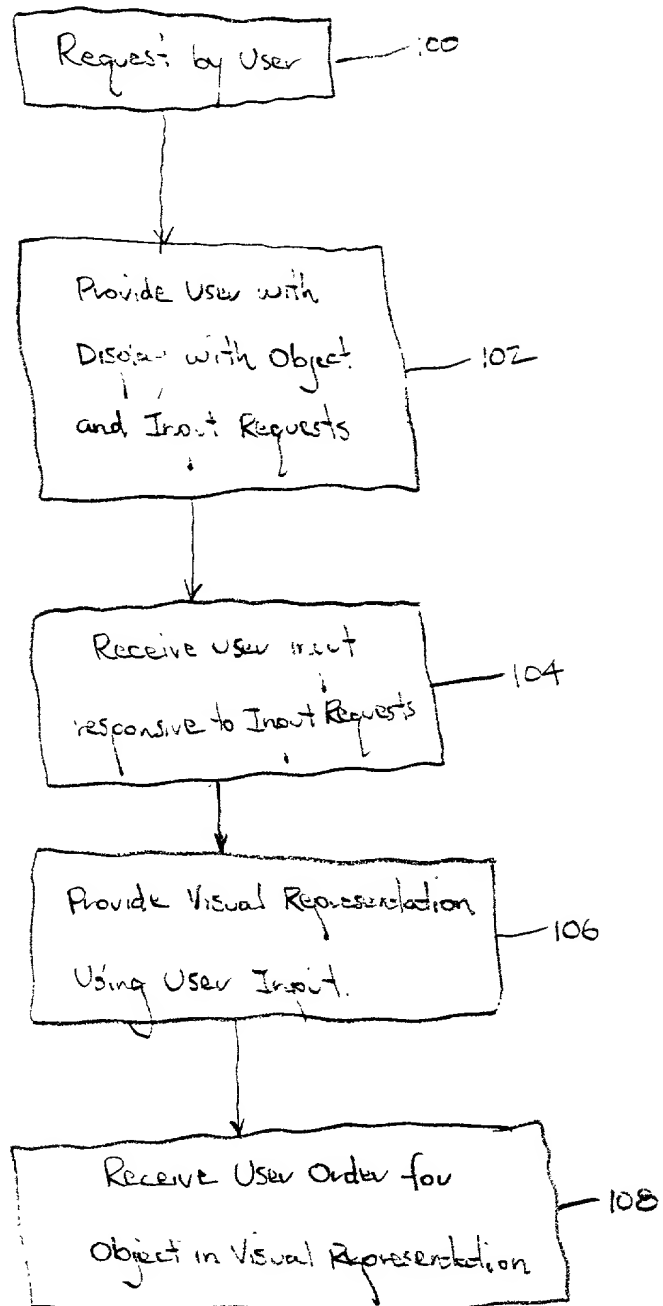 Request by User
100
Provide User with
Display with Object
and Input Requests
102
Receive user input
responsive to Input Requests
104
Provide Visual Representation
Using User Input.
106
Receive User Order for
Object in Visual Representation
108